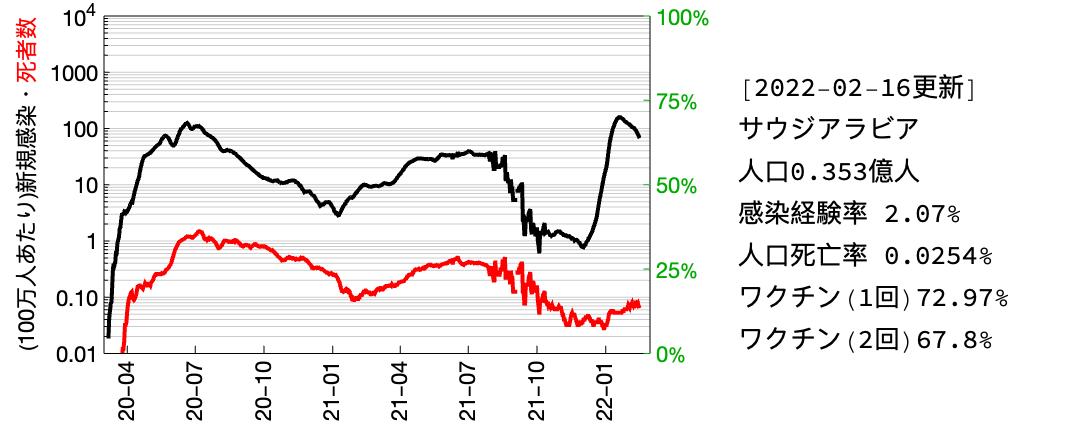 (100万人あたり)新規感染・死者数
10^4
1000
100
10
1
0.10
0.01
100%
75%
50%
25%
0%
20-04
20-07
20-10
21-01
21-04
21-07
21-10
22-01
[2022-02-16更新]
サウジアラビア
人口0.353億人
感染経験率 2.07%
人口死亡率 0.0254%
ワクチン(1回)72.97%
ワクチン(2回)67.8%